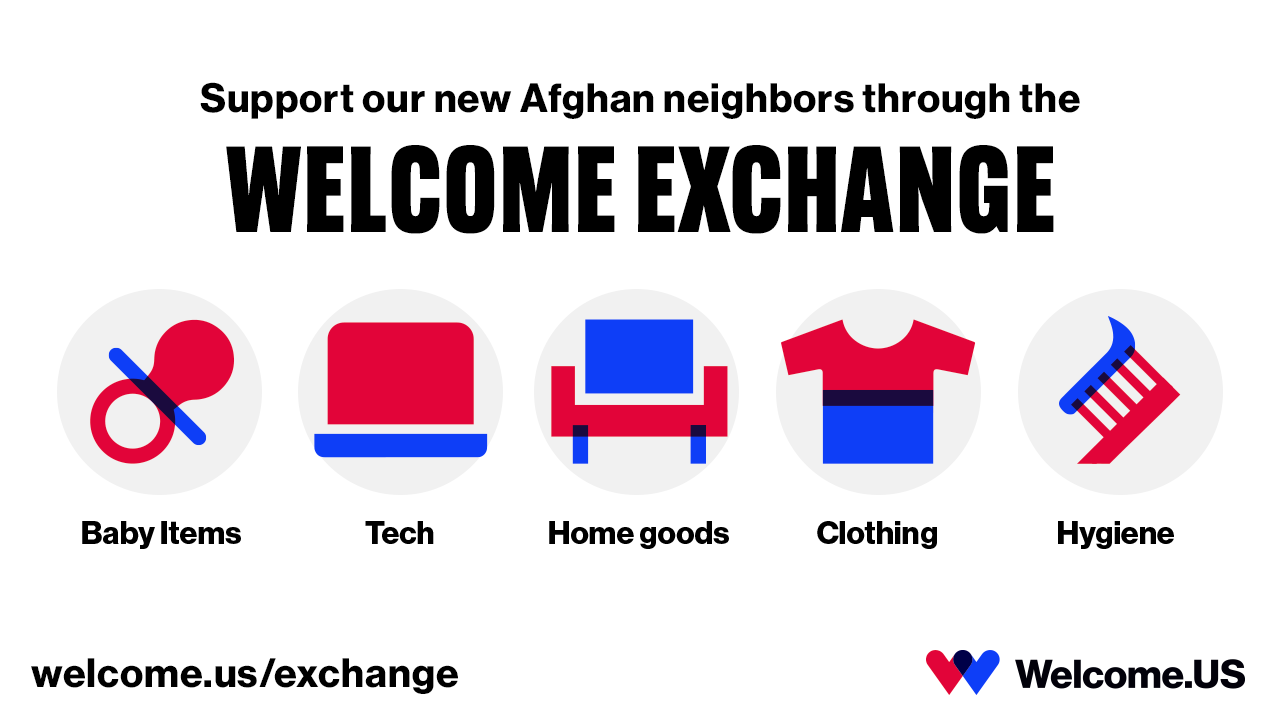 Support our new Afghan neighbors through the
WELCOME EXCHANGE
Baby Items
Tech
Home goods
Clothing
Hygiene
welcome.us/exchange
Welcome.US